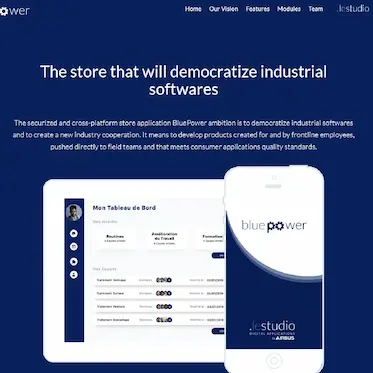 power
Home Our Vision Features Modules Team .lestudio
The store that will democratize industrial
softwares
The securized and cross-platform store application BluePower ambition is to democratize industrial softwares
and to create a new industry cooperation. It means to develop products created for and by frontline employees,
pushed directly to field teams and that meets consumer applications quality standards.
Mon Tableau de Bord
Routines
Amélioration
de Travail
Formation
bluepower
.lestudio
DIGITAL APPLICATIONS
by AIRBUS